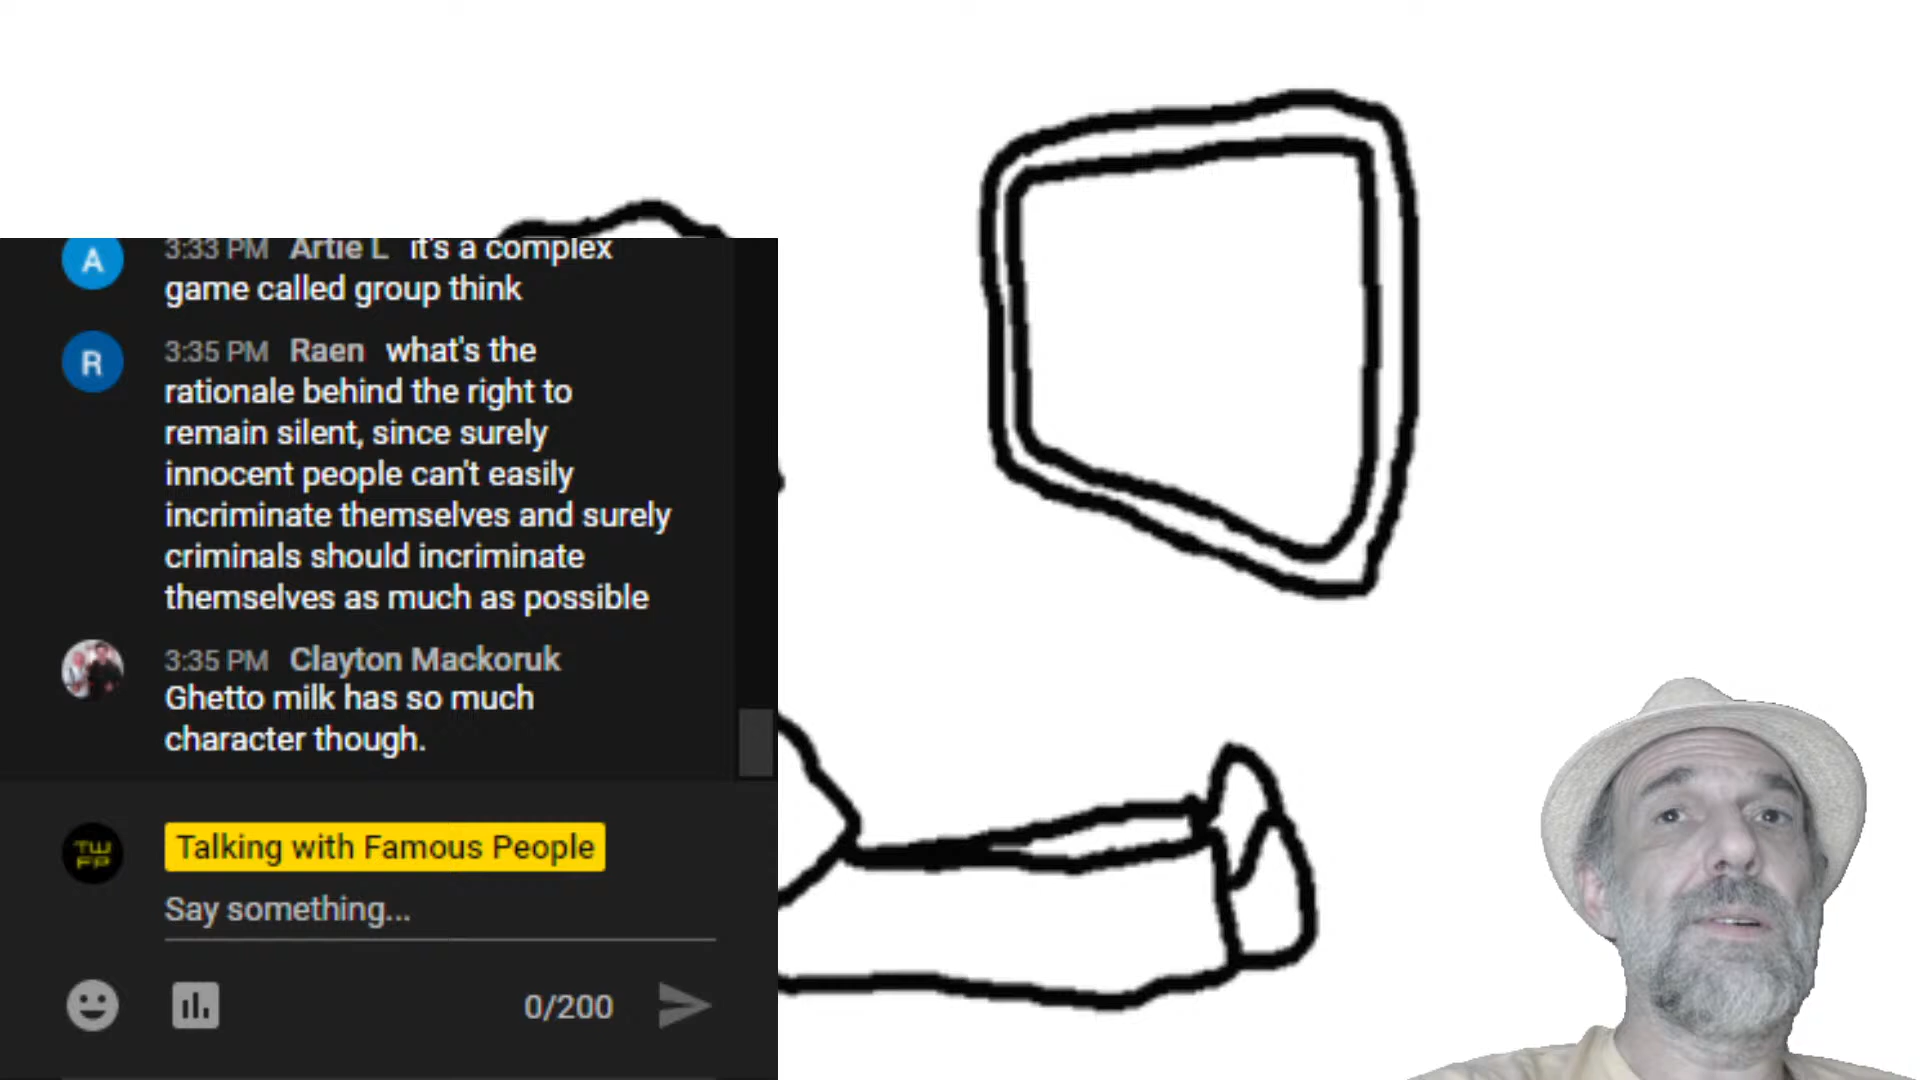 A 3:33 PM Artie L it's a complex
game called group think
R 3:35 PM Raen what's the
rationale behind the right to
remain silent, since surely
innocent people can't easily
incriminate themselves and surely
criminals should incriminate
themselves as much as possible
3:35 PM Clayton Mackoruk
Ghetto milk has so much
character though.
TW
FP
Talking with Famous People
Say something...
0/200